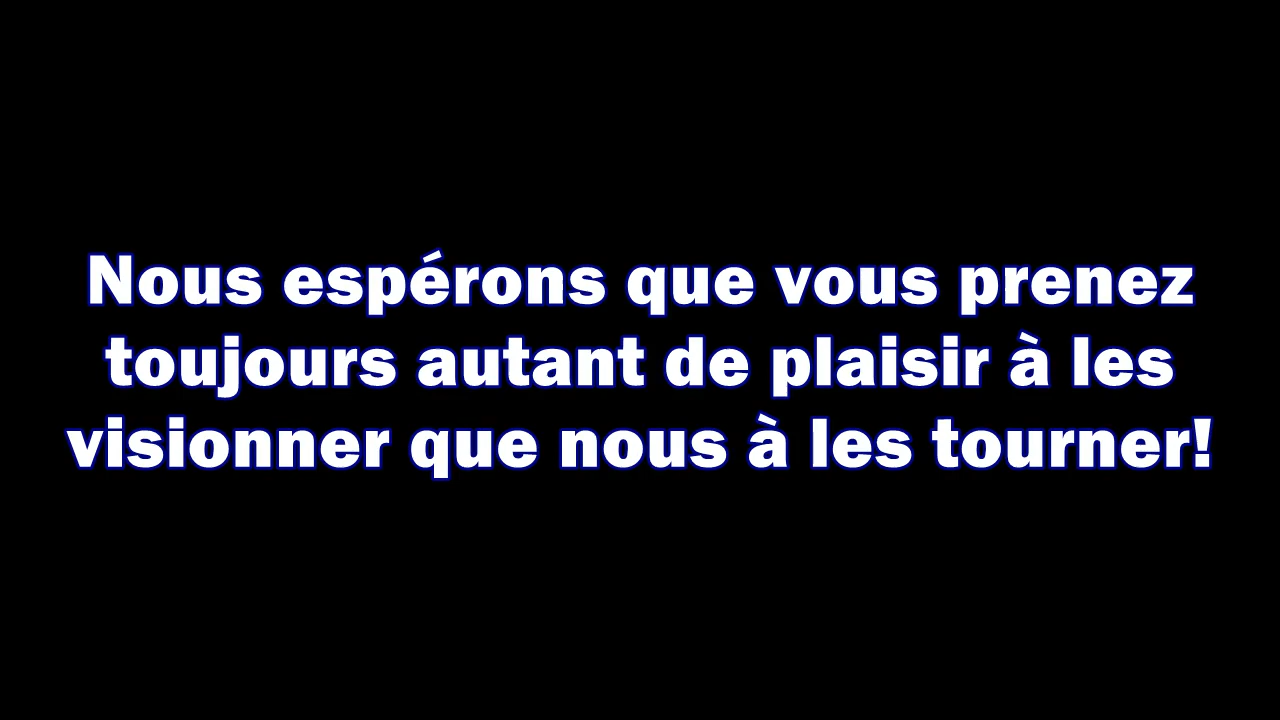 Nous espérons que vous prenez
toujours autant de plaisir à les
visionner que nous à les tourner!